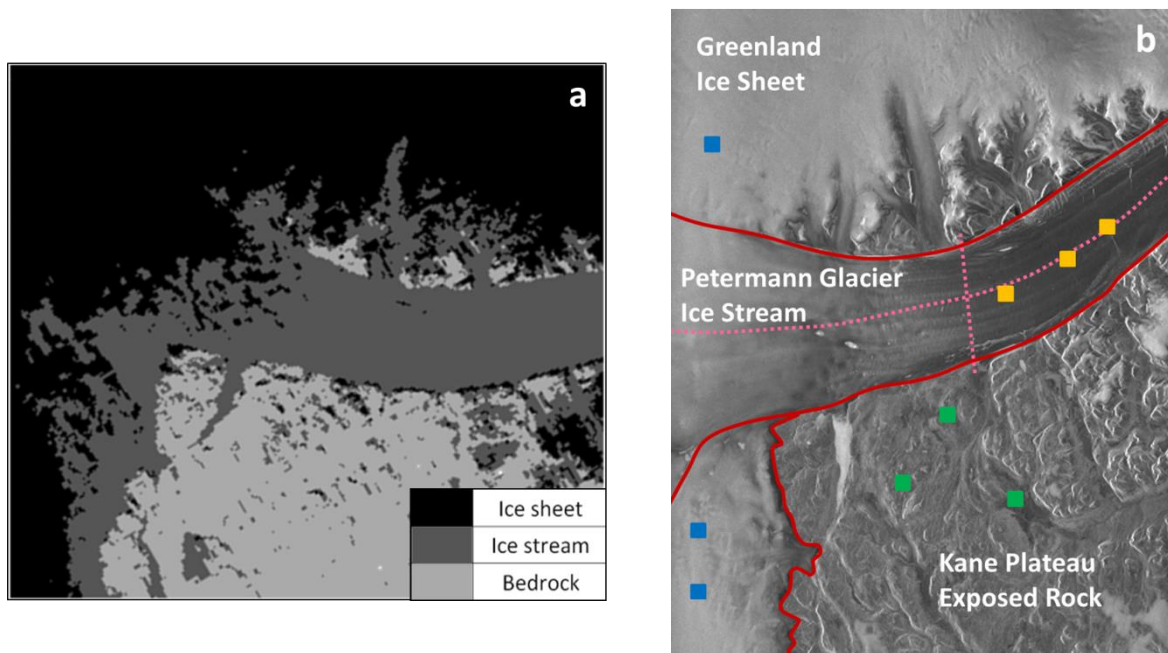 a
Ice sheet
Ice stream
Bedrock
b
Greenland
Ice Sheet
Petermann Glacier
Ice Stream
Kane Plateau
Exposed Rock